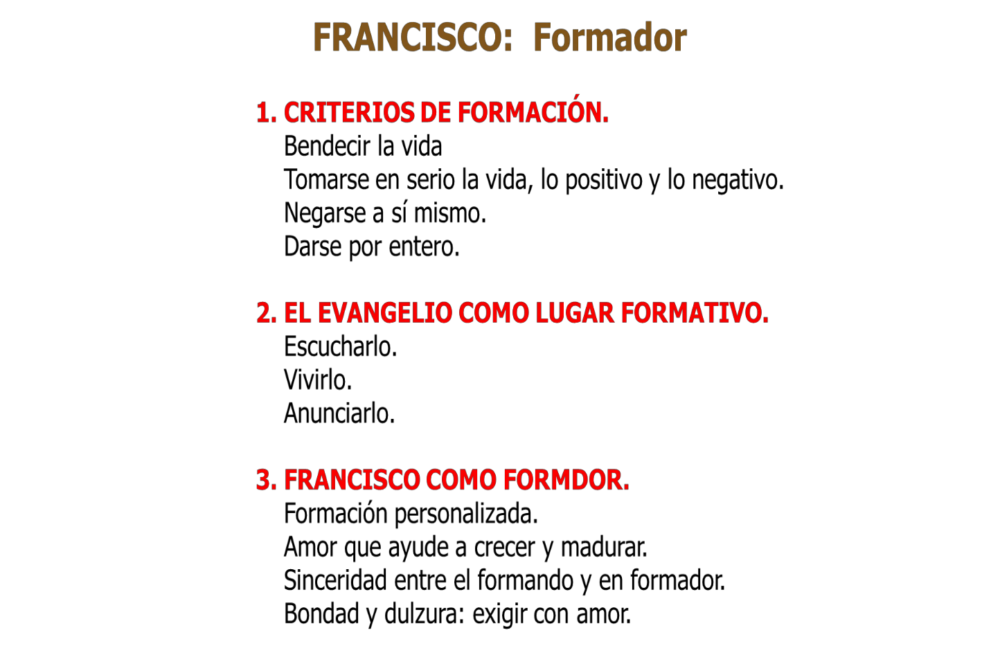 FRANCISCO: Formador
1. CRITERIOS DE FORMACIÓN.
Bendecir la vida
Tomarse en serio la vida, lo positivo y lo negativo.
Negarse a sí mismo.
Darse por entero.
2. EL EVANGELIO COMO LUGAR FORMATIVO.
Escucharlo.
Vivirlo.
Anunciarlo.
3. FRANCISCO COMO FORMDOR.
Formación personalizada.
Amor que ayude a crecer y madurar.
Sinceridad entre el formando y en formador.
Bondad y dulzura: exigir con amor.